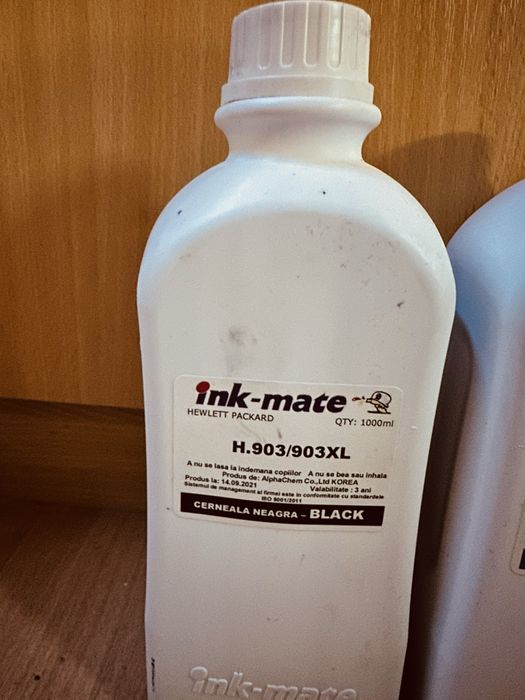 ink-mate
HEWLETT PACKARD
QTY: 1000ml
H.903/903XL
A nu se lasa la indemana copiilor A nu se bea sau inhala
Produs de: AlphaChem Co.,Ltd KOREA
Produs la: 14.09.2021 Valabilitate : 3 ani
Sistemul de management al firmei este in conformitate cu standardele
ISO 9001/2011
CERNEALA NEAGRA – BLACK
ink-mate